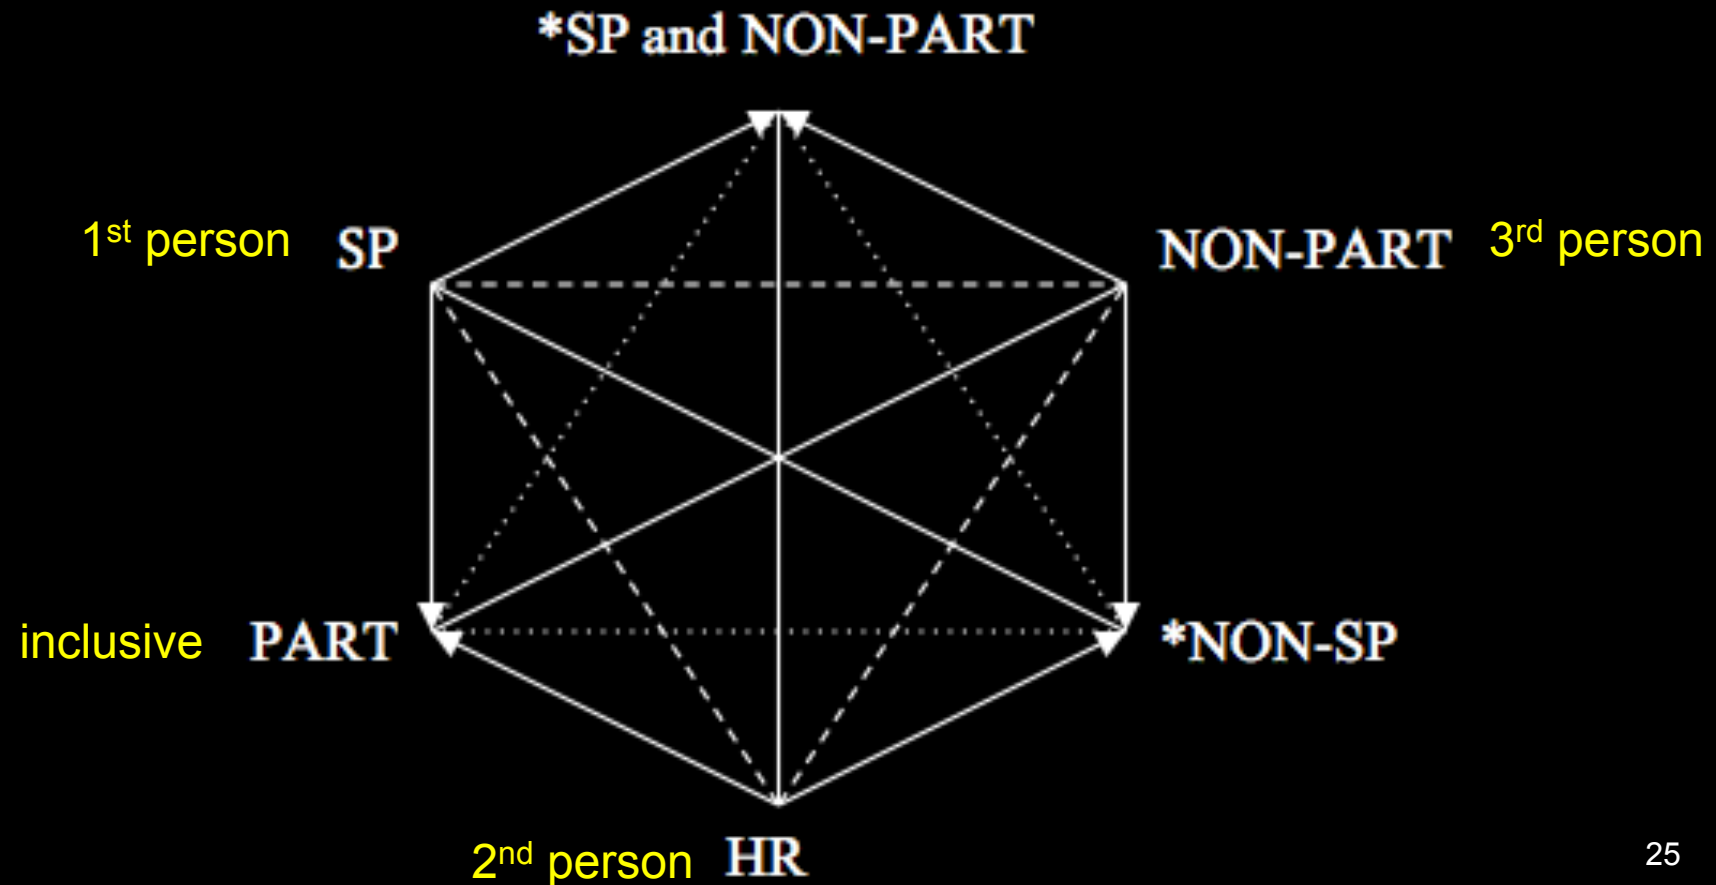 *SP and NON-PART
1st person SP
NON-PART 3rd person
inclusive PART
*NON-SP
2nd person HR
25